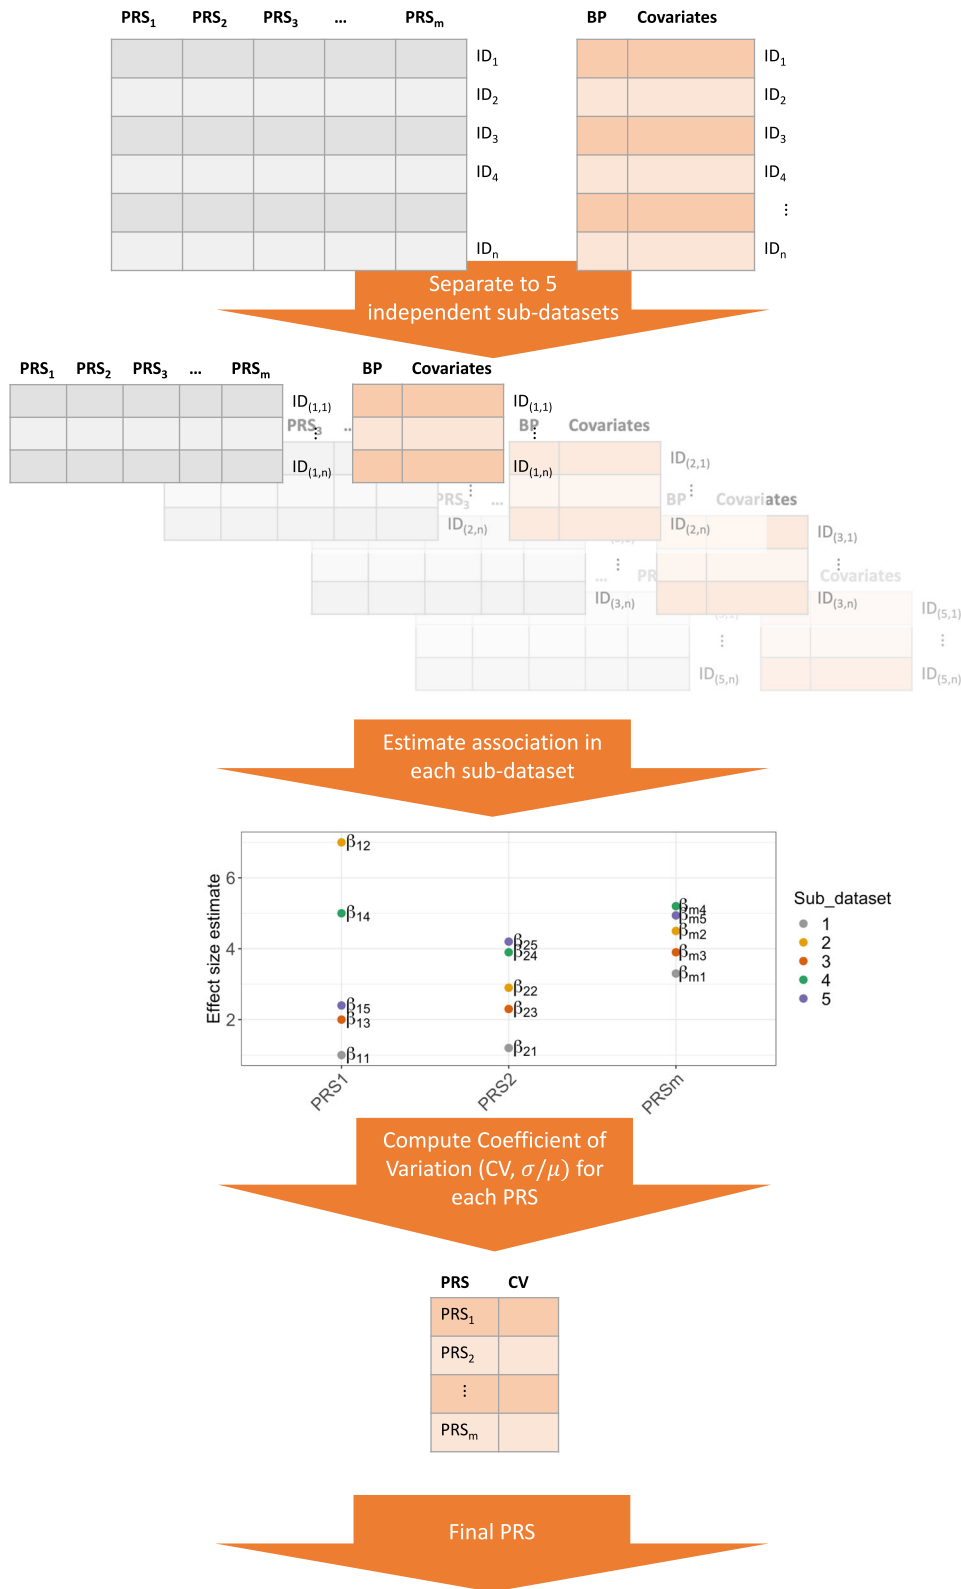 PRS1 PRS2 PRS3 ... PRSm BP Covariates
ID1 ID1
ID2 ID2
ID3 ID3
ID4 ID4
⋮
IDn IDn
Separate to 5
independent sub-datasets
PRS1 PRS2 PRS3 ... PRSm BP Covariates
ID(1,1) ID(1,1)
⋮ ⋮
ID(1,n) ID(1,n)
PRS3 ... BP Covariates
ID(2,1)
⋮ ⋮
ID(2,n) ID(2,n)
PRS3 ... BP Covariates
ID(3,1)
⋮ ⋮
ID(3,n) ID(3,n)
... Covariates
ID(5,1)
⋮ ⋮
ID(5,n) ID(5,n)
Estimate association in
each sub-dataset
Effect size estimate
6
4
2
β12
β14
β15
β13
β11
β25
β24
β22
β23
β21
βm4
βm5
βm2
βm3
βm1
PRS1 PRS2 PRSm
Sub_dataset
1
2
3
4
5
Compute Coefficient of
Variation (CV, σ/μ) for
each PRS
PRS CV
PRS1
PRS2
⋮
PRSm
Final PRS